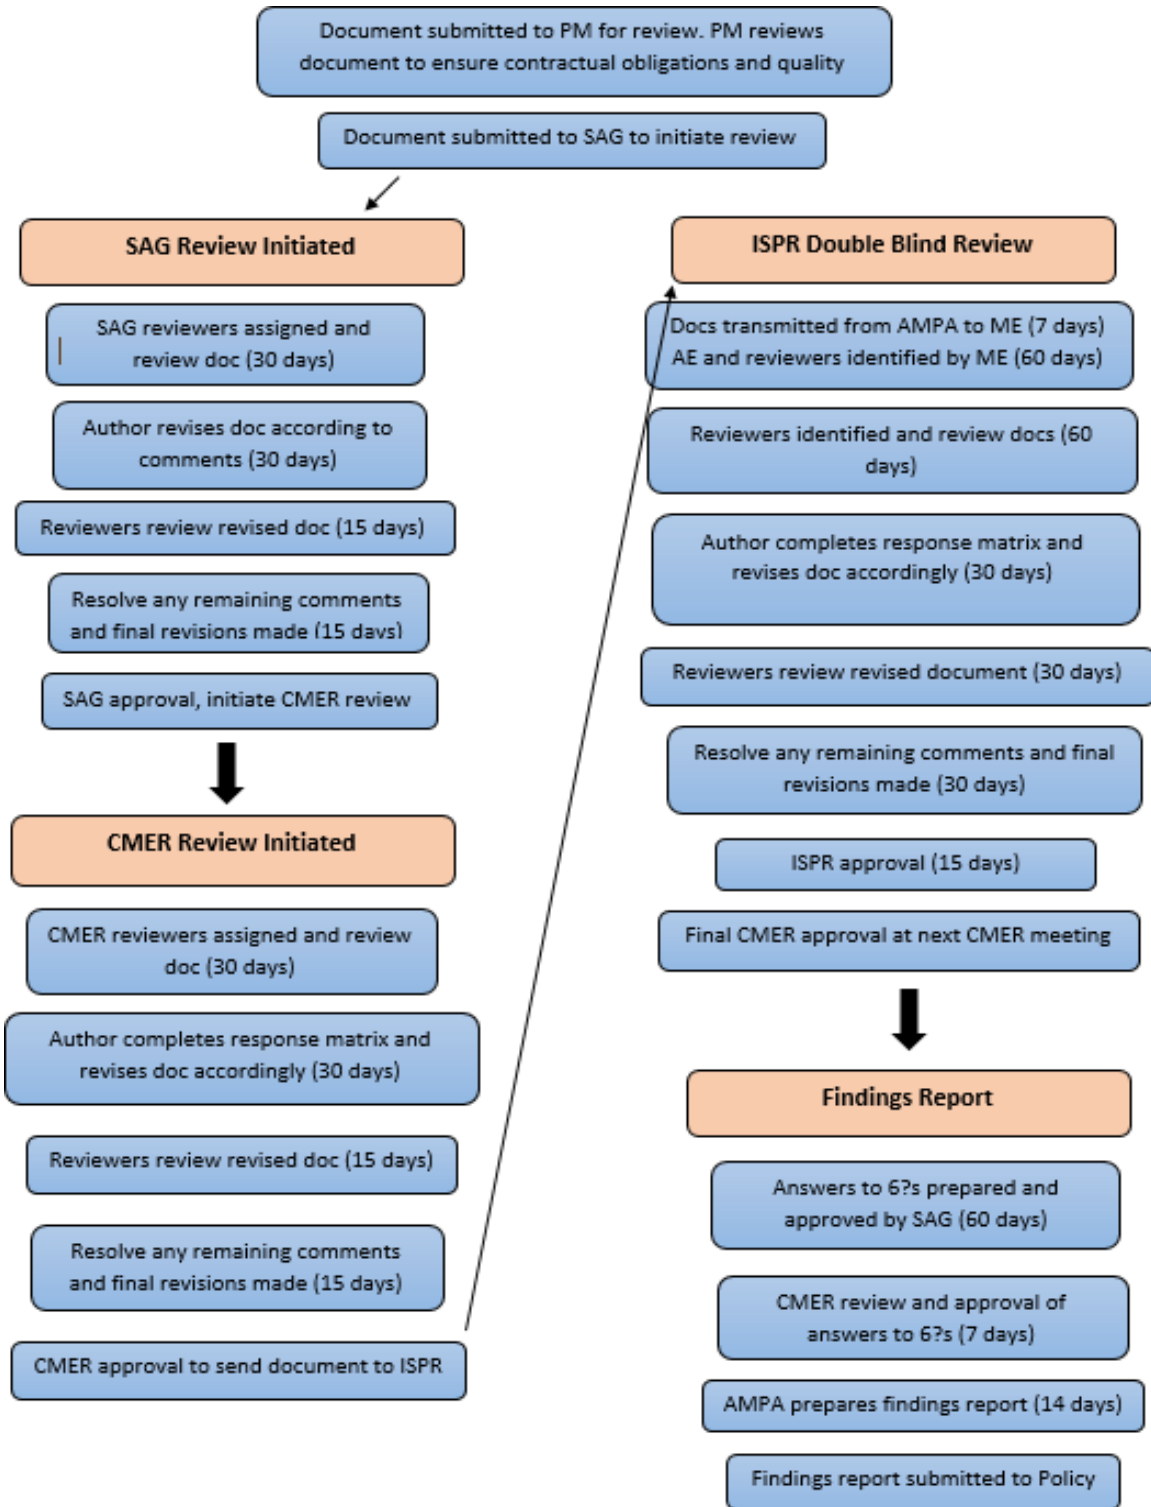 Document submitted to PM for review. PM reviews
document to ensure contractual obligations and quality
Document submitted to SAG to initiate review
SAG Review Initiated
SAG reviewers assigned and
review doc (30 days)
Author revises doc according to
comments (30 days)
Reviewers review revised doc (15 days)
Resolve any remaining comments
and final revisions made (15 days)
SAG approval, initiate CMER review
CMER Review Initiated
CMER reviewers assigned and review
doc (30 days)
Author completes response matrix and
revises doc accordingly (30 days)
Reviewers review revised doc (15 days)
Resolve any remaining comments
and final revisions made (15 days)
CMER approval to send document to ISPR
ISPR Double Blind Review
Docs transmitted from AMPA to ME (7 days)
AE and reviewers identified by ME (60 days)
Reviewers identified and review docs (60
days)
Author completes response matrix and
revises doc accordingly (30 days)
Reviewers review revised document (30 days)
Resolve any remaining comments and final
revisions made (30 days)
ISPR approval (15 days)
Final CMER approval at next CMER meeting
Findings Report
Answers to 6?s prepared and
approved by SAG (60 days)
CMER review and approval of
answers to 6?s (7 days)
AMPA prepares findings report (14 days)
Findings report submitted to Policy